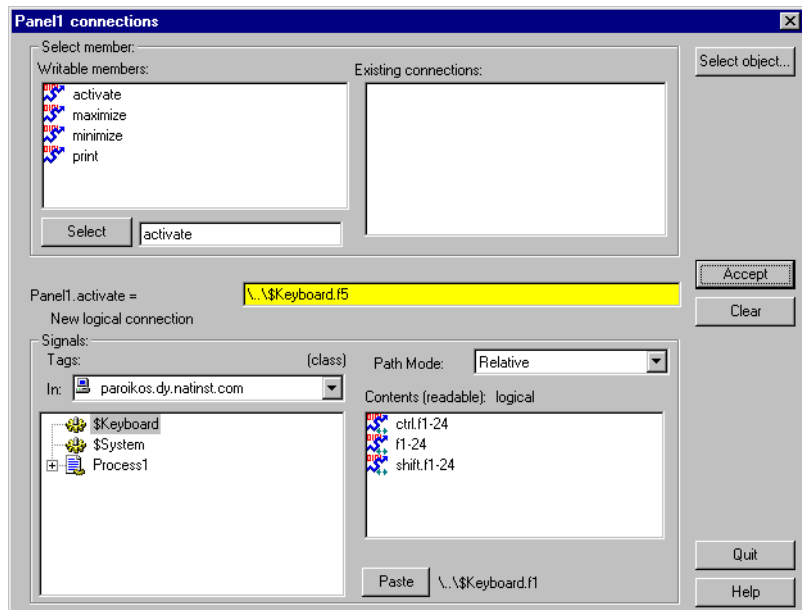 Panel1 connections
Select member:
Writable members:
activate
maximize
minimize
print
Select
activate
Existing connections:
Select object...
Panel1.activate =
\..\$Keyboard.f5
New logical connection
Accept
Clear
Signals:
Tags:
(class)
In:
paroikos.dy.natinst.com
$Keyboard
$System
Process1
Path Mode:
Relative
Contents (readable): logical
ctrl.f1-24
f1-24
shift.f1-24
Paste
\..\$Keyboard.f1
Quit
Help